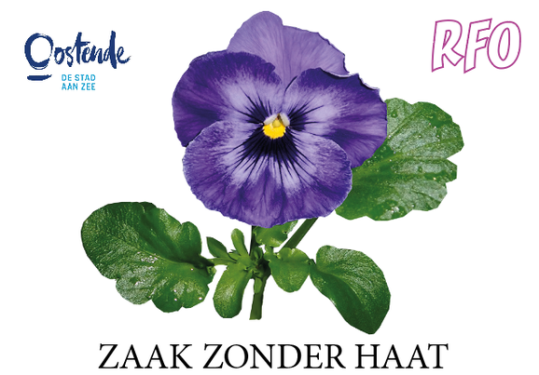 Oostende
DE STAD
AAN ZEE
RFO
ZAAK ZONDER HAAT